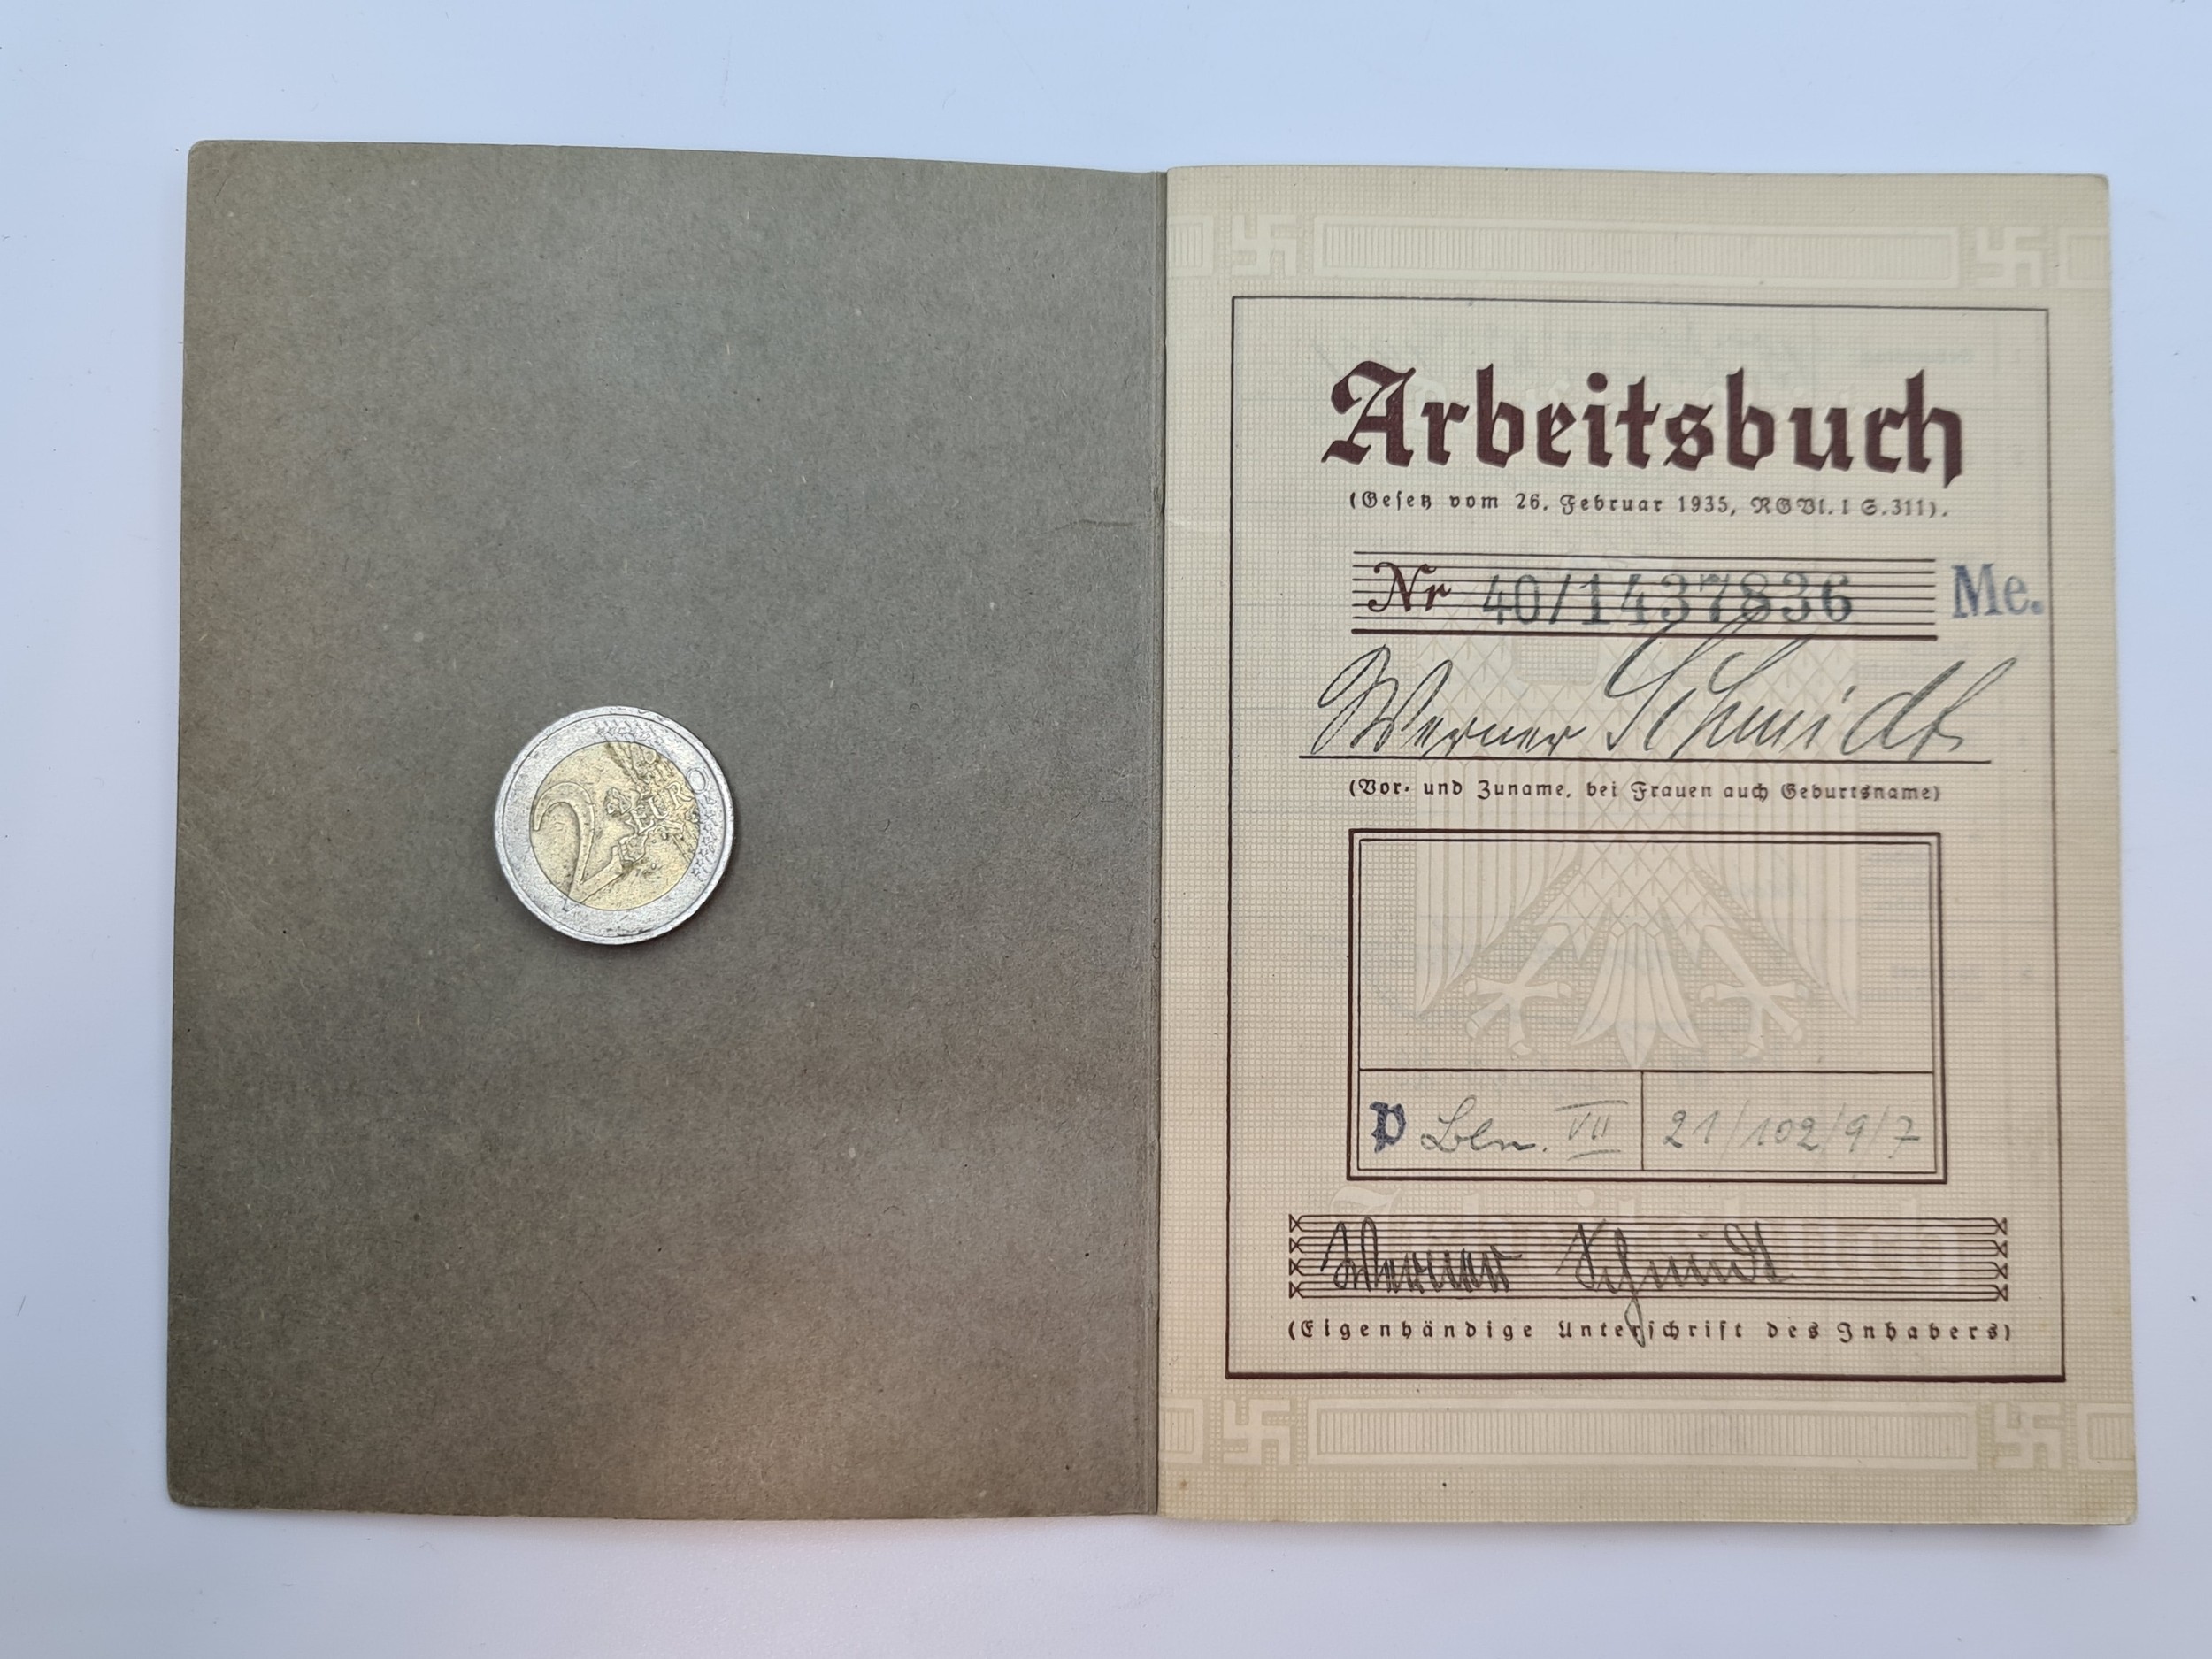 2 EURO
Arbeitsbuch
(Gesetz vom 26. Februar 1935, RGBl. I S. 311).
Nr 40/1437836 Me.
Werner Schmidt
(Vor- und Zuname, bei Frauen auch Geburtsname)
P Bln. VII 21/102/9/7
Werner Schmidt
(Eigenhändige Unterschrift des Inhabers)